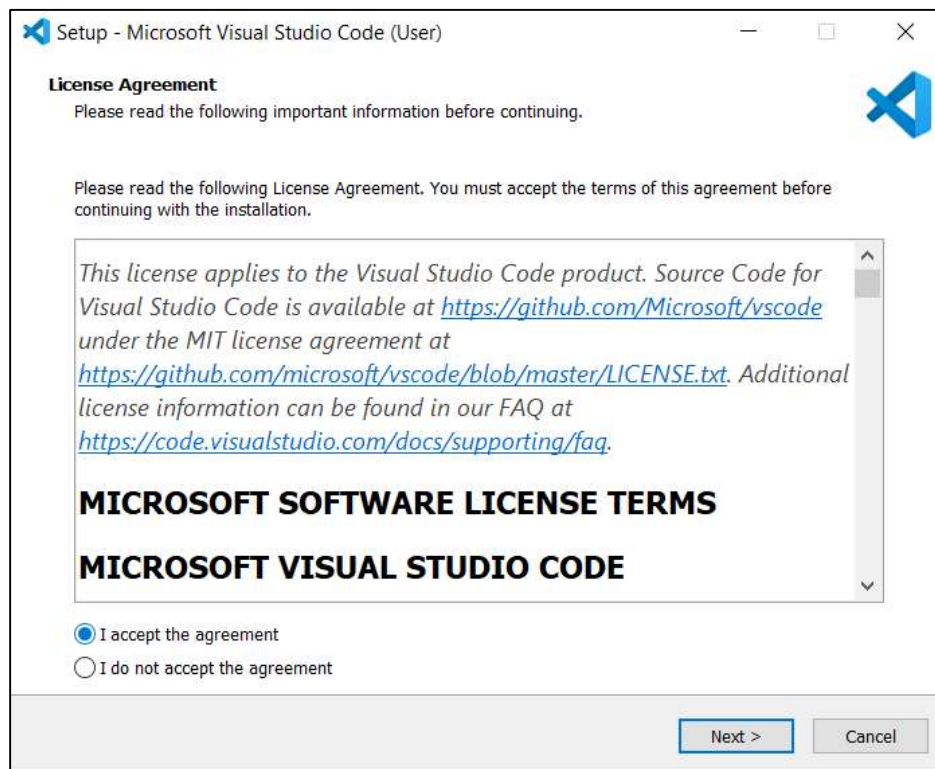 Setup - Microsoft Visual Studio Code (User)
License Agreement
Please read the following important information before continuing.
Please read the following License Agreement. You must accept the terms of this agreement before
continuing with the installation.
This license applies to the Visual Studio Code product. Source Code for
Visual Studio Code is available at https://github.com/Microsoft/vscode
under the MIT license agreement at
https://github.com/microsoft/vscode/blob/master/LICENSE.txt. Additional
license information can be found in our FAQ at
https://code.visualstudio.com/docs/supporting/faq.
MICROSOFT SOFTWARE LICENSE TERMS
MICROSOFT VISUAL STUDIO CODE
I accept the agreement
I do not accept the agreement
Next > Cancel